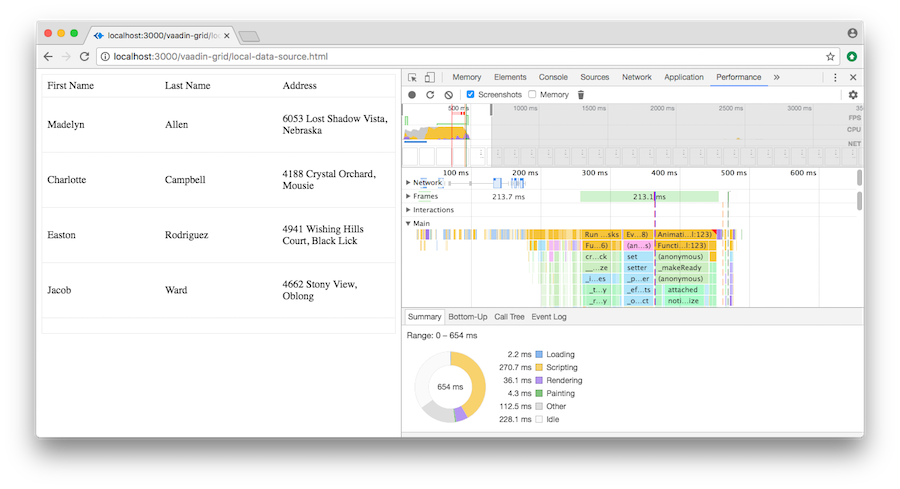 localhost:3000/vaadin-grid/loc
localhost:3000/vaadin-grid/local-data-source.html
First Name Last Name Address
Madelyn Allen 6053 Lost Shadow Vista, Nebraska
Charlotte Campbell 4188 Crystal Orchard, Mousie
Easton Rodriguez 4941 Wishing Hills Court, Black Lick
Jacob Ward 4662 Stony View, Oblong
Memory Elements Console Sources Network Application Performance »
Screenshots Memory
500 ms 1000 ms 1500 ms 2000 ms 2500 ms 3000 ms 35
FPS
CPU
NET
100 ms 200 ms 300 ms 400 ms 500 ms 600 ms
Network
Frames 213.7 ms 213.1 ms
Interactions
Main
Run ...sks Ev...8) Animati...l:123)
Fu...6) (an...s) Functi...l:123)
cr...ck set (anonymous)
__...ze setter _makeReady
_i...es _p...er (anonymous)
_t...y _ef...ts attached
_r...y _o...ct noti...ize
Summary Bottom-Up Call Tree Event Log
Range: 0 – 654 ms
654 ms
2.2 ms Loading
270.7 ms Scripting
36.1 ms Rendering
4.3 ms Painting
112.5 ms Other
228.1 ms Idle